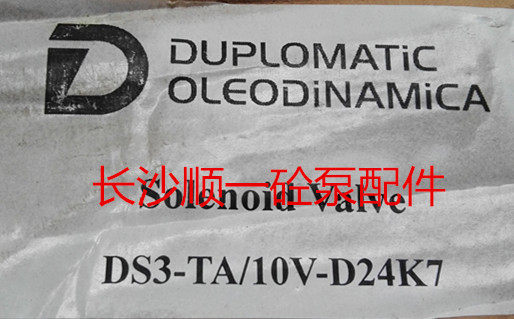 DUPLOMATiC
OLEODiNAMiCA
长沙顺一砼泵配件
Solenoid Valve
DS3-TA/10V-D24K7